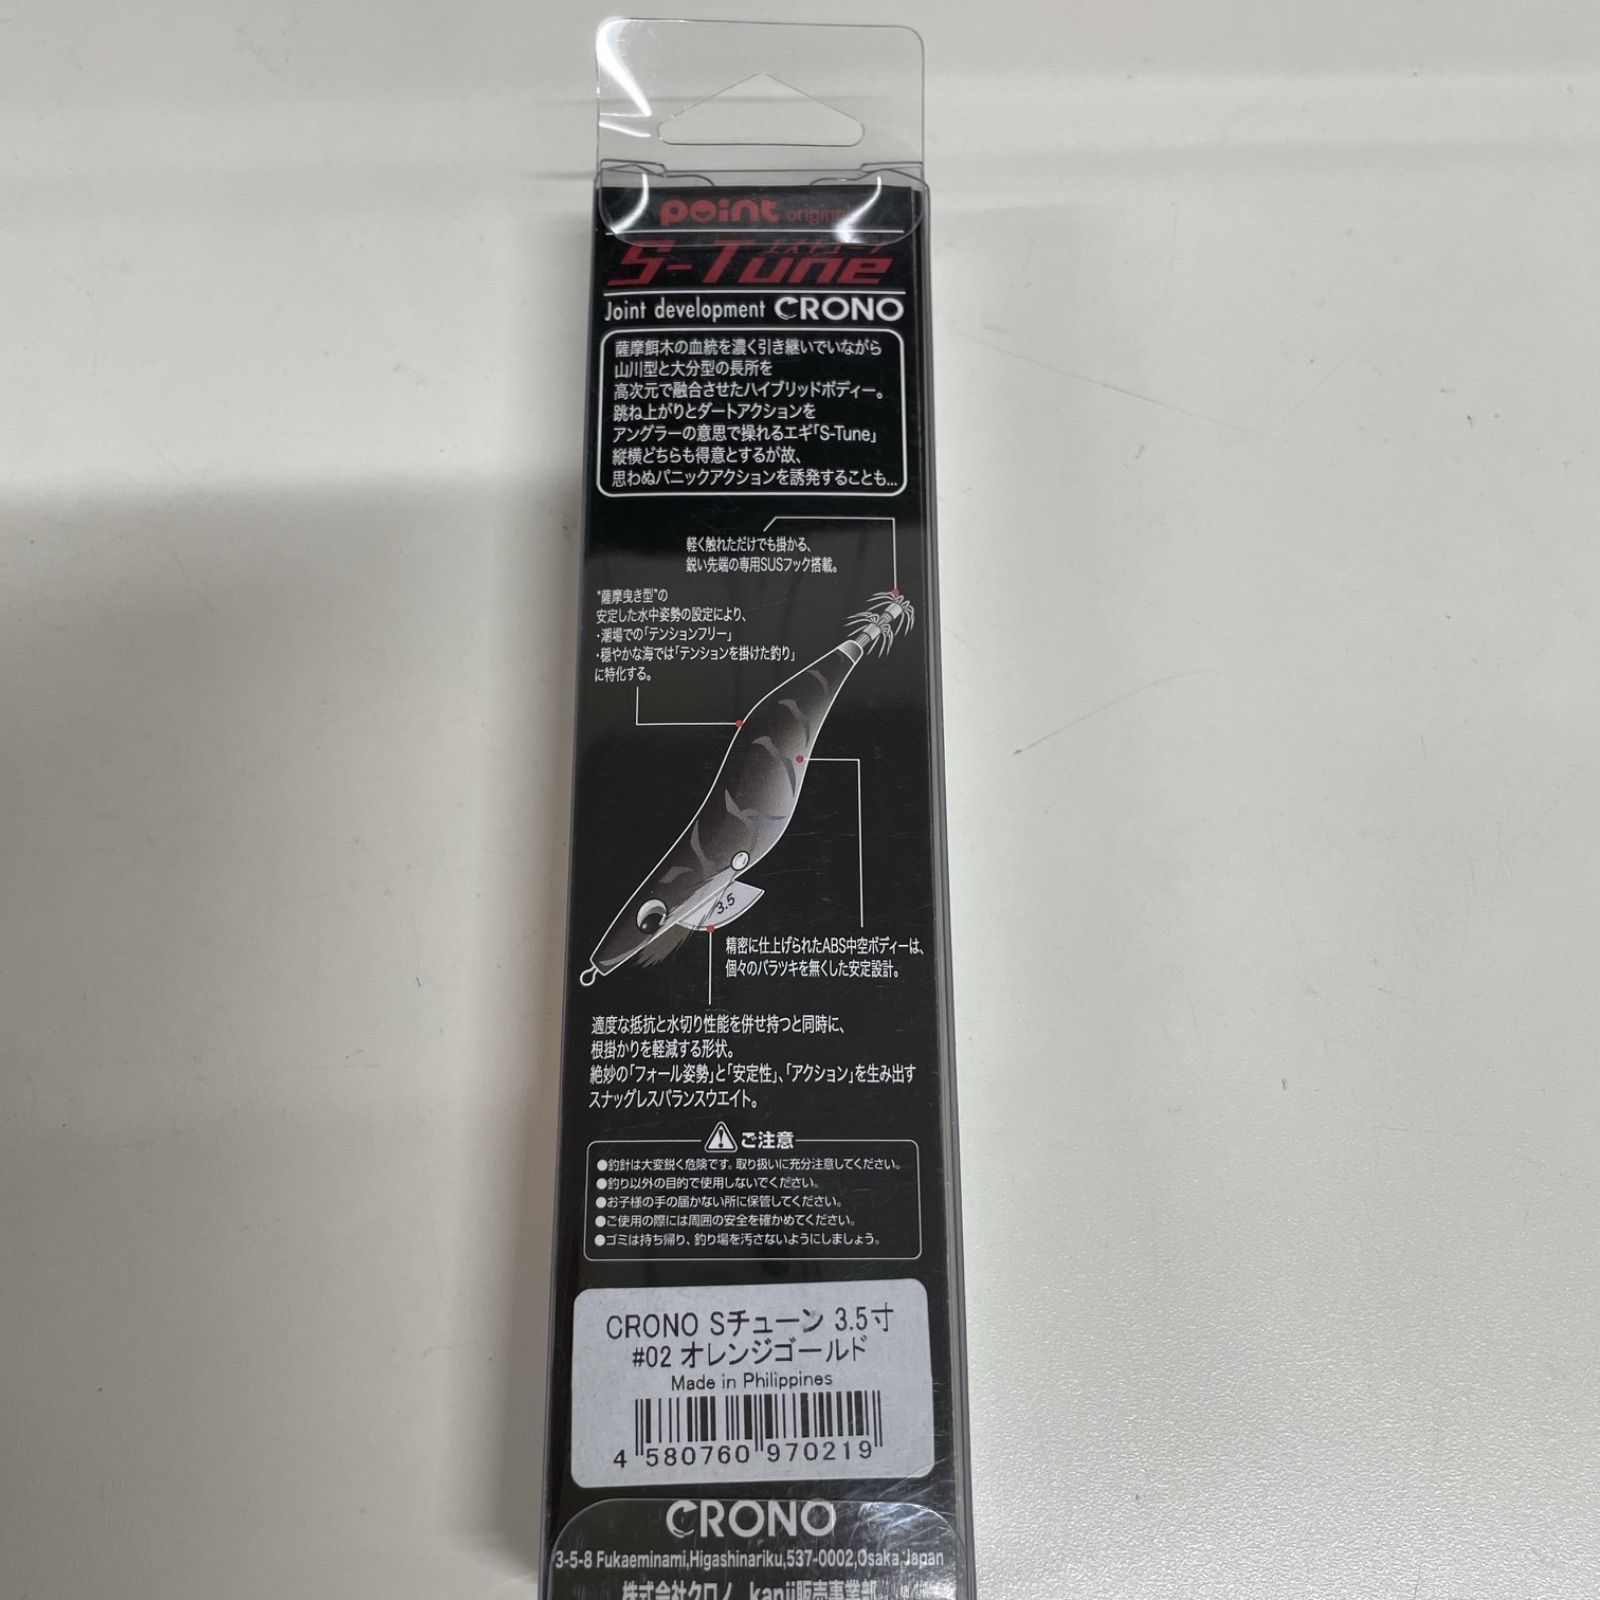 point original
エスチューン
S-Tune
Joint development CRONO
薩摩餌木の血統を濃く引き継いでいながら
山川型と大分型の長所を
高次元で融合させたハイブリッドボディー。
跳ね上がりとダートアクションを
アングラーの意思で操れるエギ「S-Tune」
縦横どちらも得意とするが故、
思わぬパニックアクションを誘発することも…
軽く触れただけでも掛かる、
鋭い先端の専用SUSフック搭載。
"薩摩曳き型"の
安定した水中姿勢の設定により、
・潮場での「テンションフリー」
・穏やかな海では「テンションを掛けた釣り」
に特化する。
3.5
精密に仕上げられたABS中空ボディーは、
個々のバラツキを無くした安定設計。
適度な抵抗と水切り性能を併せ持つと同時に、
根掛かりを軽減する形状。
絶妙の「フォール姿勢」と「安定性」、「アクション」を生み出す
スナッグレスバランスウエイト。
ご注意
●釣針は大変鋭く危険です。取り扱いに充分注意してください。
●釣り以外の目的で使用しないでください。
●お子様の手の届かない所に保管してください。
●ご使用の際には周囲の安全を確かめてください。
●ゴミは持ち帰り、釣り場を汚さないようにしましょう。
CRONO Sチューン 3.5寸
#02 オレンジゴールド
Made in Philippines
4 580760 970219
CRONO
3-5-8 Fukaeminami,Higashinariku,537-0002,Osaka,Japan
株式会社クロノ kanji販売事業部